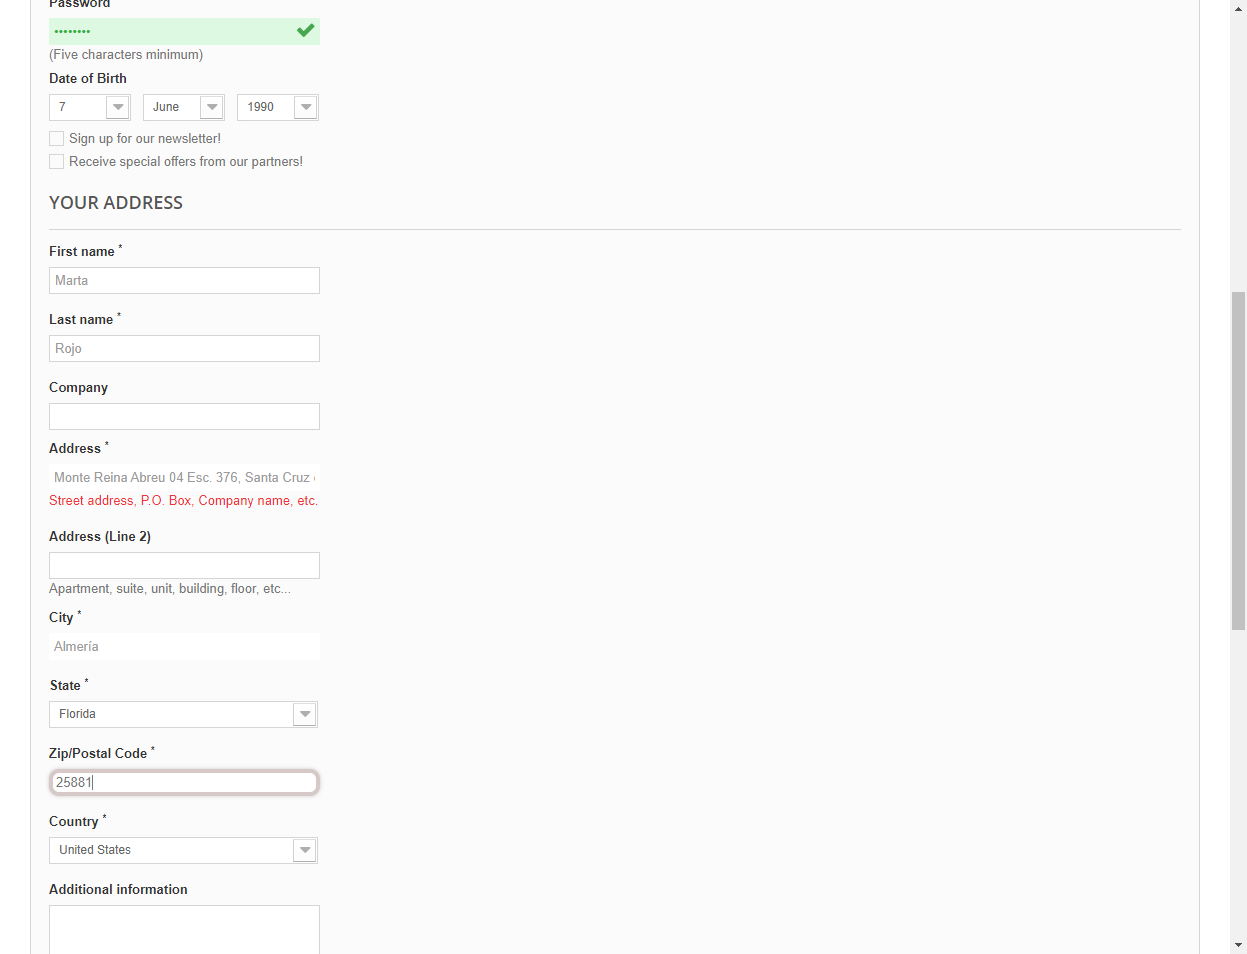 Password
••••••••
(Five characters minimum)
Date of Birth
7 June 1990
Sign up for our newsletter!
Receive special offers from our partners!
YOUR ADDRESS
First name *
Marta
Last name *
Rojo
Company
Address *
Monte Reina Abreu 04 Esc. 376, Santa Cruz
Street address, P.O. Box, Company name, etc.
Address (Line 2)
Apartment, suite, unit, building, floor, etc...
City *
Almería
State *
Florida
Zip/Postal Code *
25881
Country *
United States
Additional information